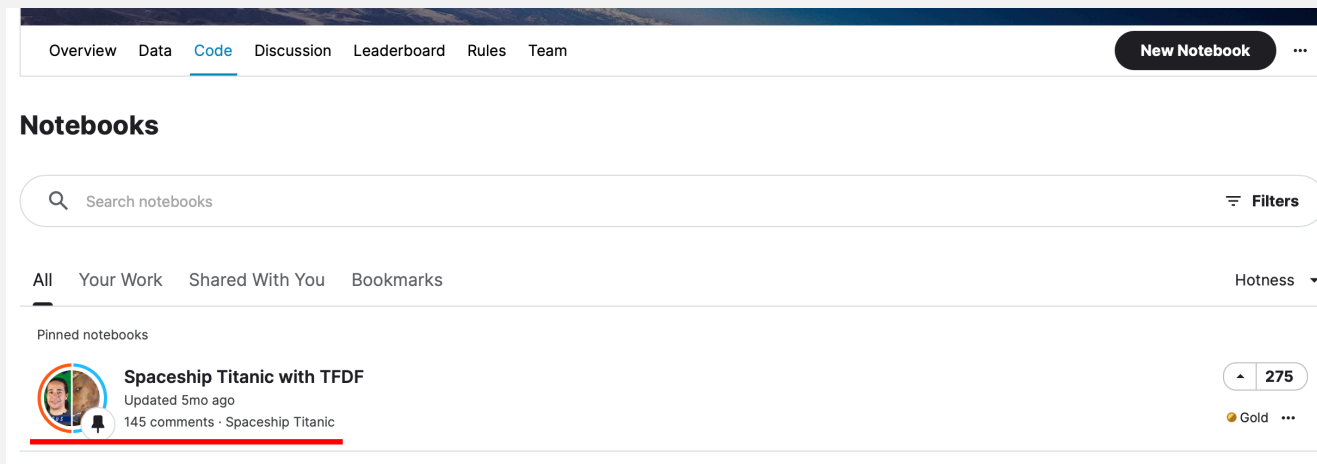 Overview Data Code Discussion Leaderboard Rules Team New Notebook ...
Notebooks
Search notebooks Filters
All Your Work Shared With You Bookmarks Hotness
Pinned notebooks
Spaceship Titanic with TFDF 275
Updated 5mo ago
145 comments · Spaceship Titanic Gold ...